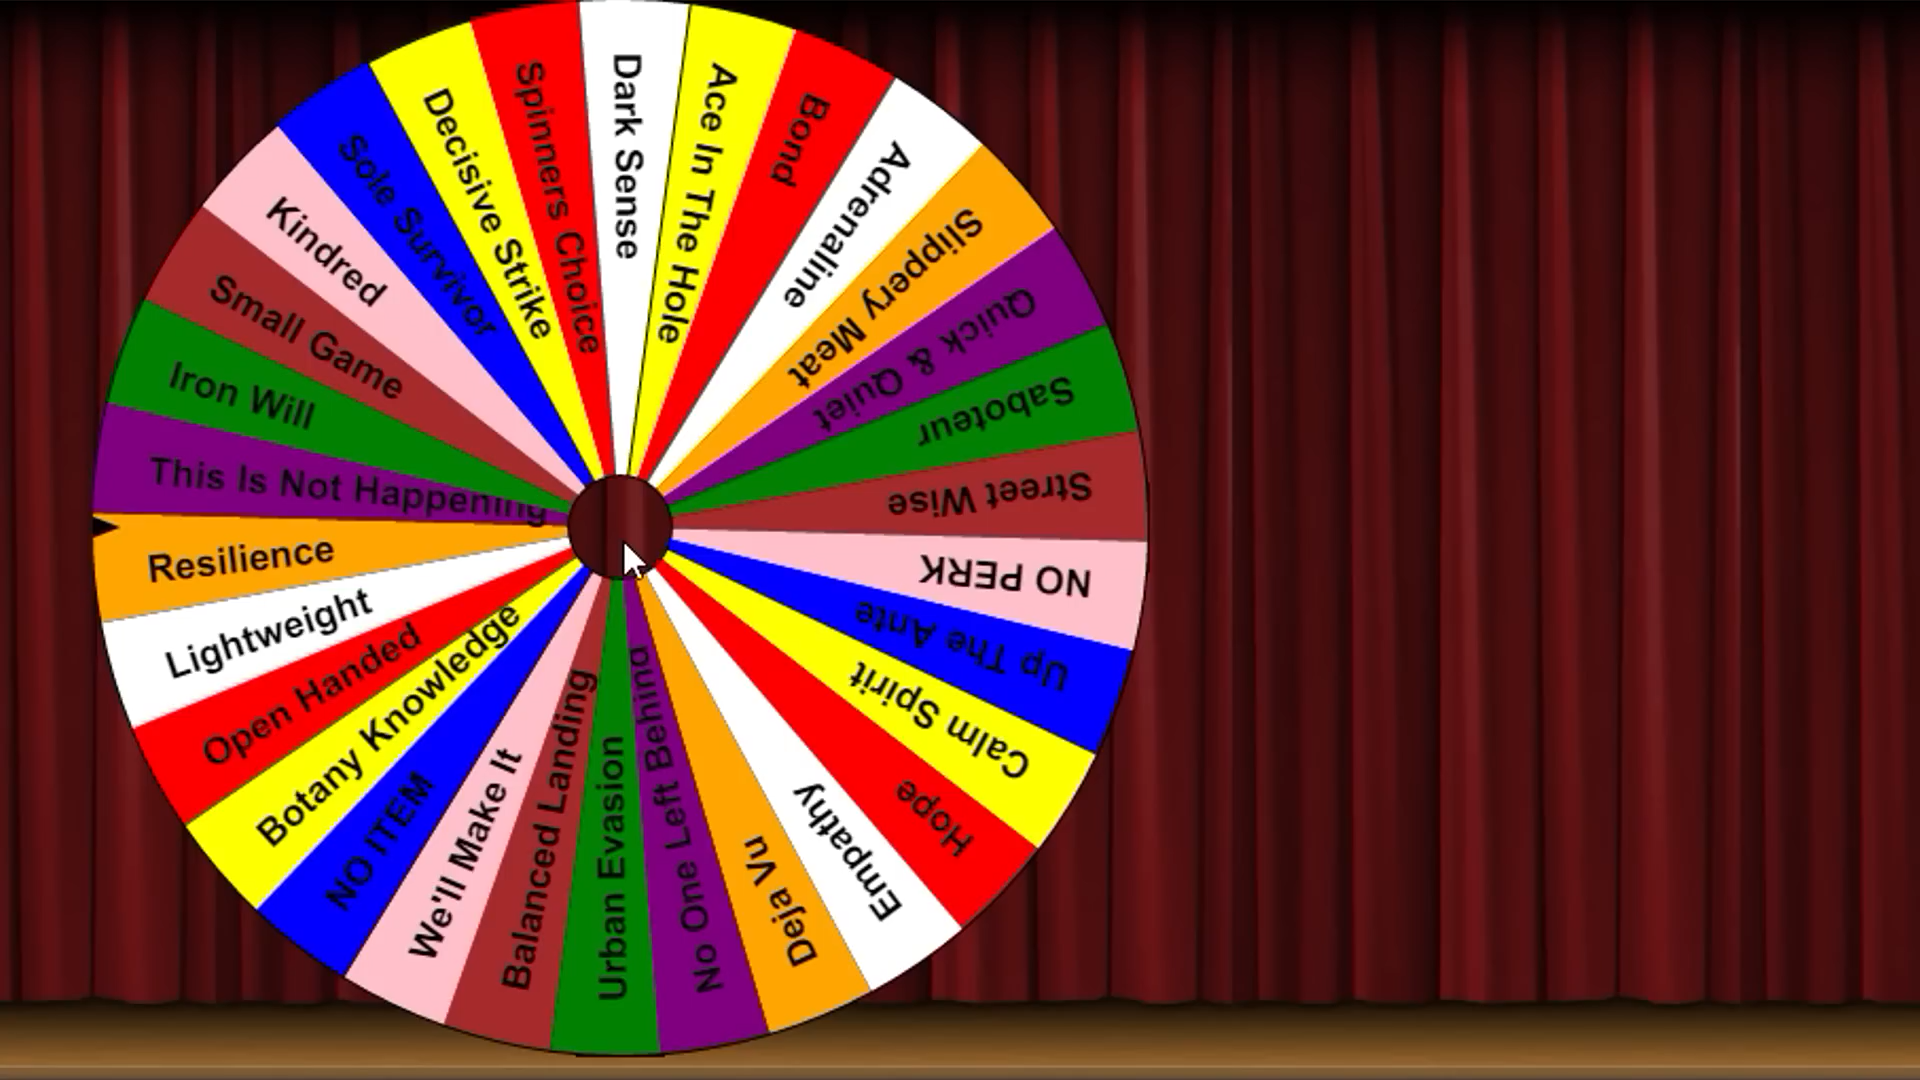 Dark Sense
Ace In The Hole
Bond
Adrenaline
Slippery Meat
Quick & Quiet
Saboteur
Street Wise
NO PERK
Up The Ante
Calm Spirit
Hope
Empathy
Deja Vu
No One Left Behind
Urban Evasion
Balanced Landing
We'll Make It
NO ITEM
Botany Knowledge
Open Handed
Lightweight
Resilience
This Is Not Happening
Iron Will
Small Game
Kindred
Sole Survivor
Decisive Strike
Spinners Choice